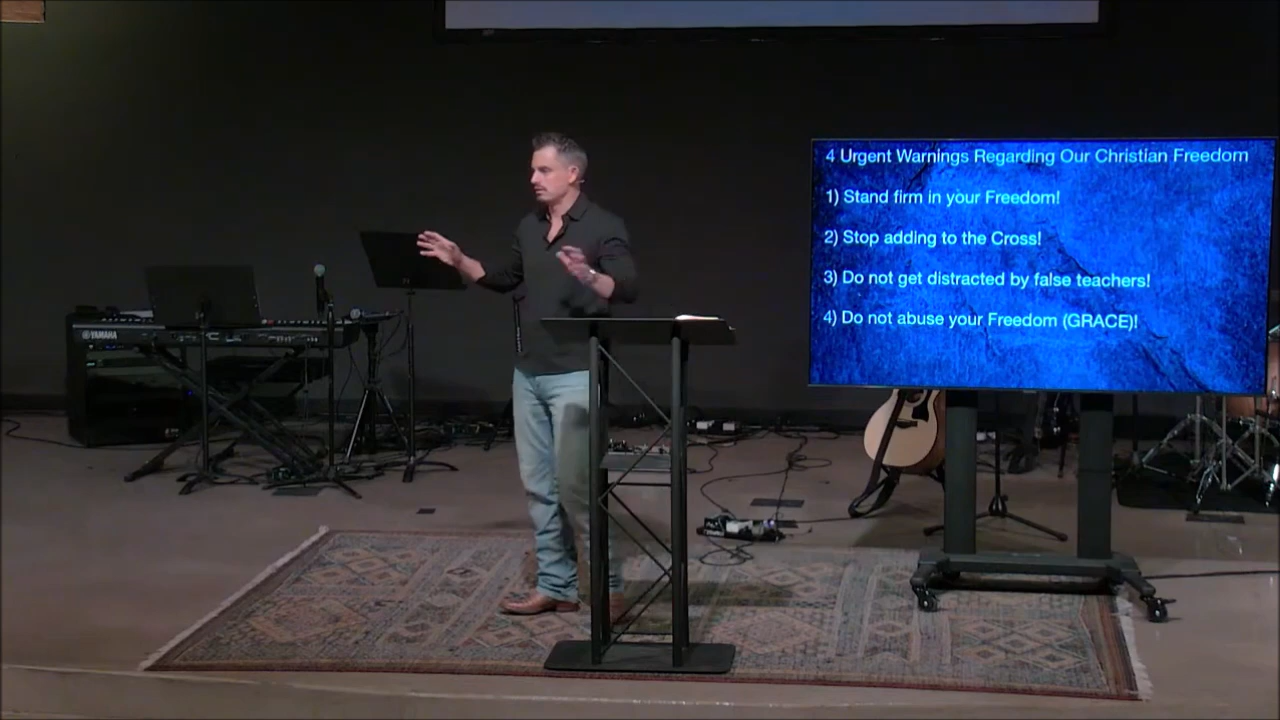 4 Urgent Warnings Regarding Our Christian Freedom
1) Stand firm in your Freedom!
2) Stop adding to the Cross!
3) Do not get distracted by false teachers!
4) Do not abuse your Freedom (GRACE)!
YAMAHA